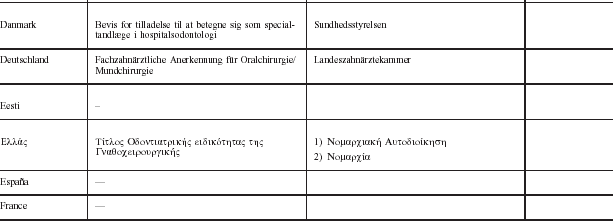 Danmark
Bevis for tilladelse til at betegne sig som special-
tandlæge i hospitalsodontologi
Sundhedsstyrelsen
Deutschland
Fachzahnärztliche Anerkennung für Oralchirurgie/
Mundchirurgie
Landeszahnärztekammer
Eesti
–
Ελλάς
Τίτλος Οδοντιατρικής ειδικότητας της
Γναθοχειρουργικής
1) Νομαρχιακή Αυτοδιοίκηση
2) Νομαρχία
España
—
France
—